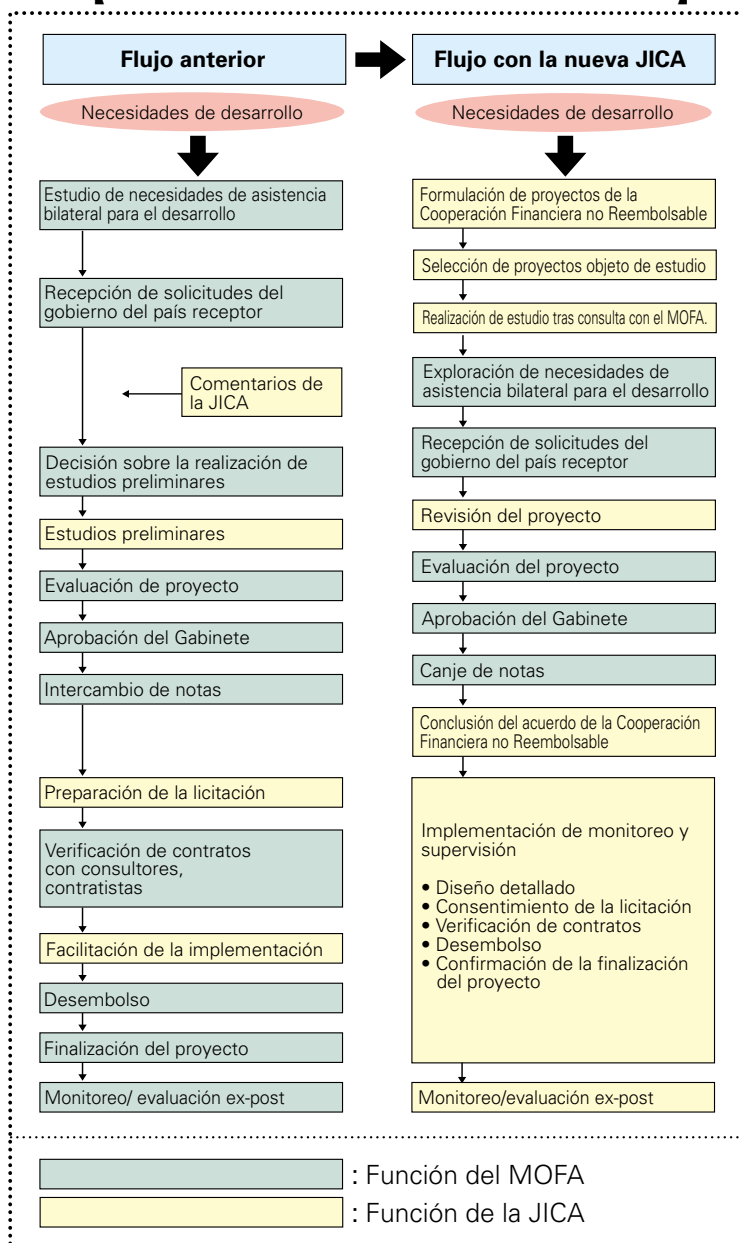 Flujo anterior
Necesidades de desarrollo
Estudio de necesidades de asistencia
bilateral para el desarrollo
Recepción de solicitudes del
gobierno del país receptor
Comentarios de
la JICA
Decisión sobre la realización de
estudios preliminares
Estudios preliminares
Evaluación de proyecto
Aprobación del Gabinete
Intercambio de notas
Preparación de la licitación
Verificación de contratos
con consultores,
contratistas
Facilitación de la implementación
Desembolso
Finalización del proyecto
Monitoreo/ evaluación ex-post
Flujo con la nueva JICA
Necesidades de desarrollo
Formulación de proyectos de la
Cooperación Financiera no Reembolsable
Selección de proyectos objeto de estudio
Realización de estudio tras consulta con el MOFA.
Exploración de necesidades de
asistencia bilateral para el desarrollo
Recepción de solicitudes del
gobierno del país receptor
Revisión del proyecto
Evaluación del proyecto
Aprobación del Gabinete
Canje de notas
Conclusión del acuerdo de la Cooperación
Financiera no Reembolsable
Implementación de monitoreo y
supervisión
• Diseño detallado
• Consentimiento de la licitación
• Verificación de contratos
• Desembolso
• Confirmación de la finalización
del proyecto
Monitoreo/evaluación ex-post
: Función del MOFA
: Función de la JICA